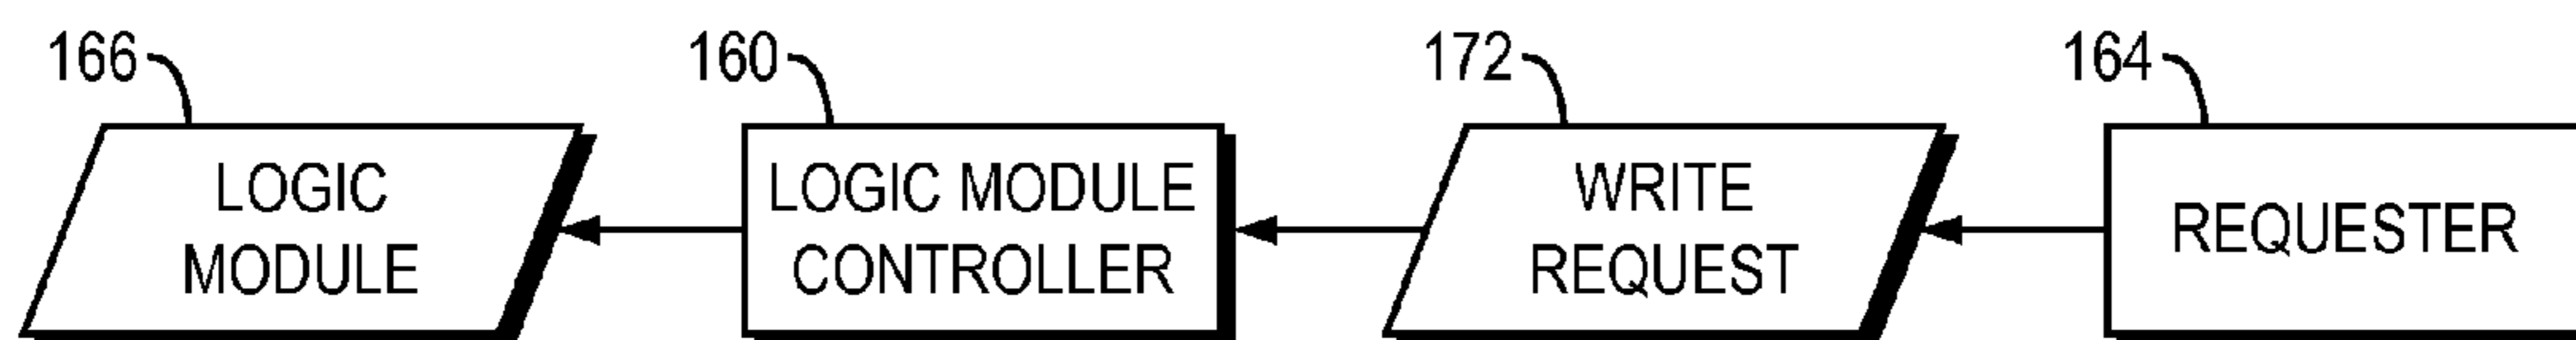 166
160
172
164
LOGIC
MODULE
LOGIC MODULE
CONTROLLER
WRITE
REQUEST
REQUESTER